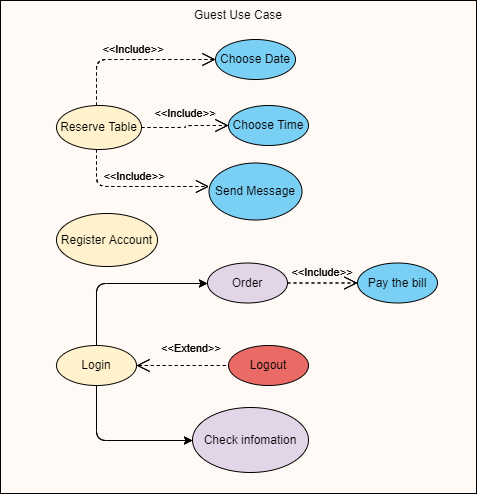 Guest Use Case
<<Include>>
Choose Date
<<Include>>
Reserve Table
Choose Time
<<Include>>
Send Message
Register Account
Order
<<Include>>
Pay the bill
<<Extend>>
Login
Logout
Check infomation